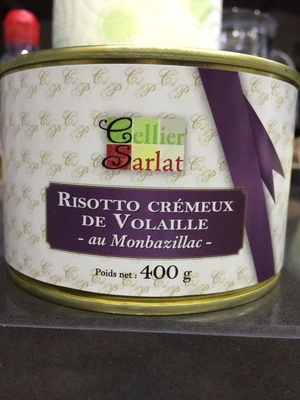 Cellier
Sarlat
RISOTTO CRÉMEUX
DE VOLAILLE
- au Monbazillac -
Poids net : 400 g